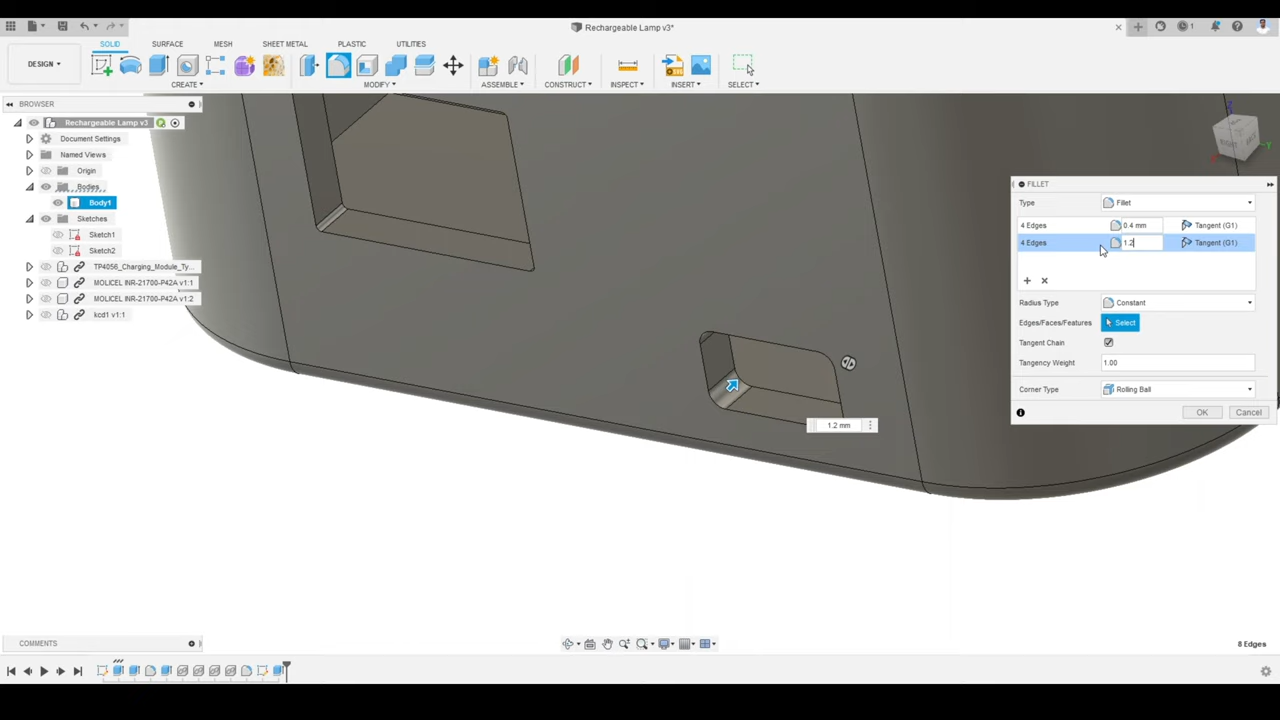 Rechargeable Lamp v3*
1
DESIGN
SOLID
SURFACE
MESH
SHEET METAL
PLASTIC
UTILITIES
CREATE
MODIFY
ASSEMBLE
CONSTRUCT
INSPECT
INSERT
SELECT
BROWSER
Rechargeable Lamp v3
Document Settings
Named Views
Origin
Bodies
Body1
Sketches
Sketch1
Sketch2
TP4056_Charging_Module_Ty...
MOLICEL INR-21700-P42A v1:1
MOLICEL INR-21700-P42A v1:2
kcd1 v1:1
Z
Y
RIGHT
BACK
1.2 mm
FILLET
Type
Fillet
4 Edges
0.4 mm
Tangent (G1)
4 Edges
1.2
Tangent (G1)
Radius Type
Constant
Edges/Faces/Features
Select
Tangent Chain
Tangency Weight
1.00
Corner Type
Rolling Ball
OK
Cancel
COMMENTS
8 Edges